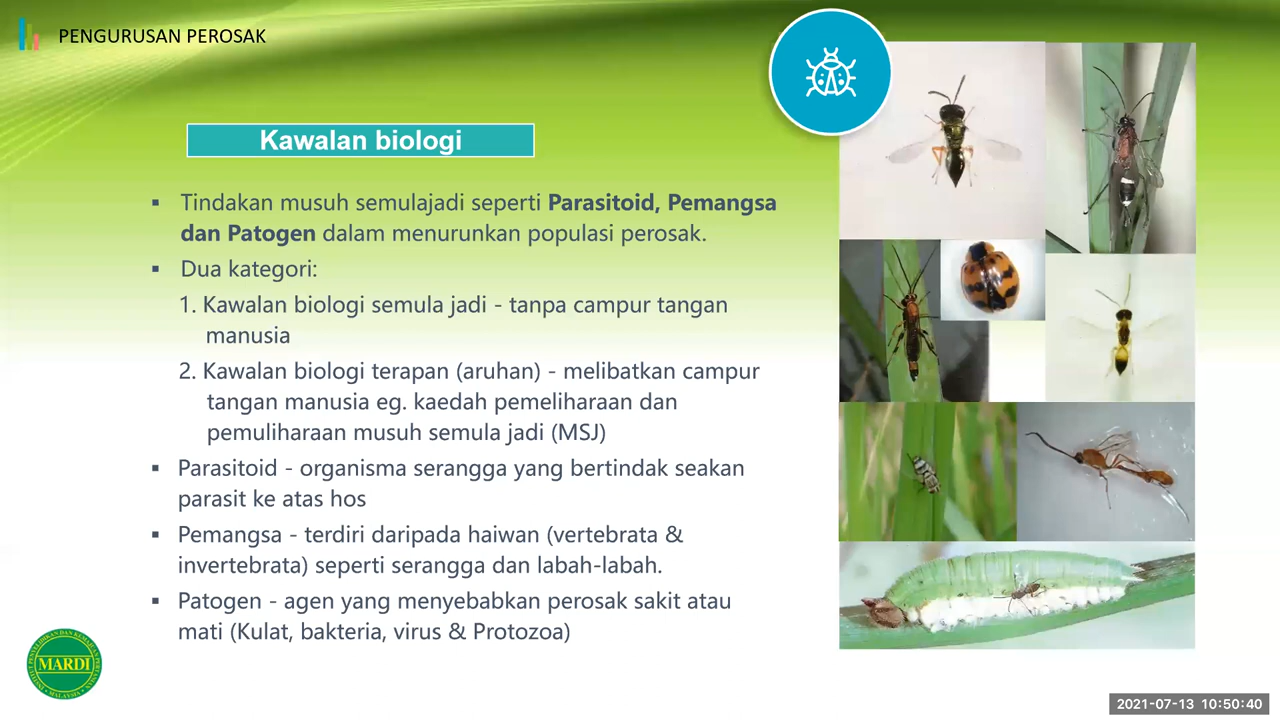 PENGURUSAN PEROSAK
Kawalan biologi
▪ Tindakan musuh semulajadi seperti Parasitoid, Pemangsa
dan Patogen dalam menurunkan populasi perosak.
▪ Dua kategori:
1. Kawalan biologi semula jadi - tanpa campur tangan
manusia
2. Kawalan biologi terapan (aruhan) - melibatkan campur
tangan manusia eg. kaedah pemeliharaan dan
pemuliharaan musuh semula jadi (MSJ)
▪ Parasitoid - organisma serangga yang bertindak seakan
parasit ke atas hos
▪ Pemangsa - terdiri daripada haiwan (vertebrata &
invertebrata) seperti serangga dan labah-labah.
▪ Patogen - agen yang menyebabkan perosak sakit atau
mati (Kulat, bakteria, virus & Protozoa)
MARDI
2021-07-13 10:50:40